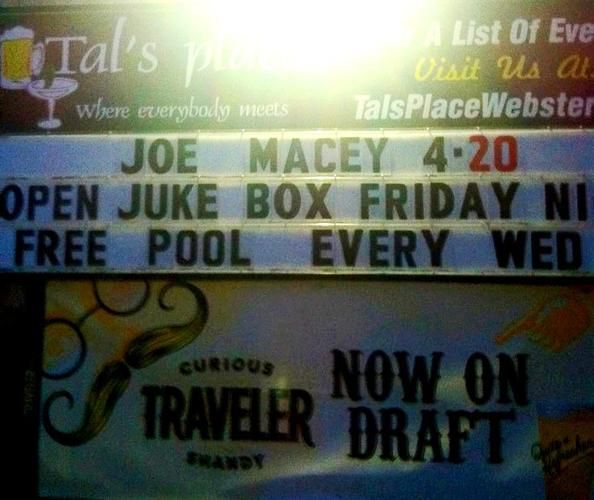 Tal's
A List Of Eve
Visit Us At:
Where everybody meets
TalsPlaceWebster
JOE MACEY 4·20
OPEN JUKE BOX FRIDAY NI
FREE POOL EVERY WED
CURIOUS
TRAVELER
SHANDY
NOW ON
DRAFT